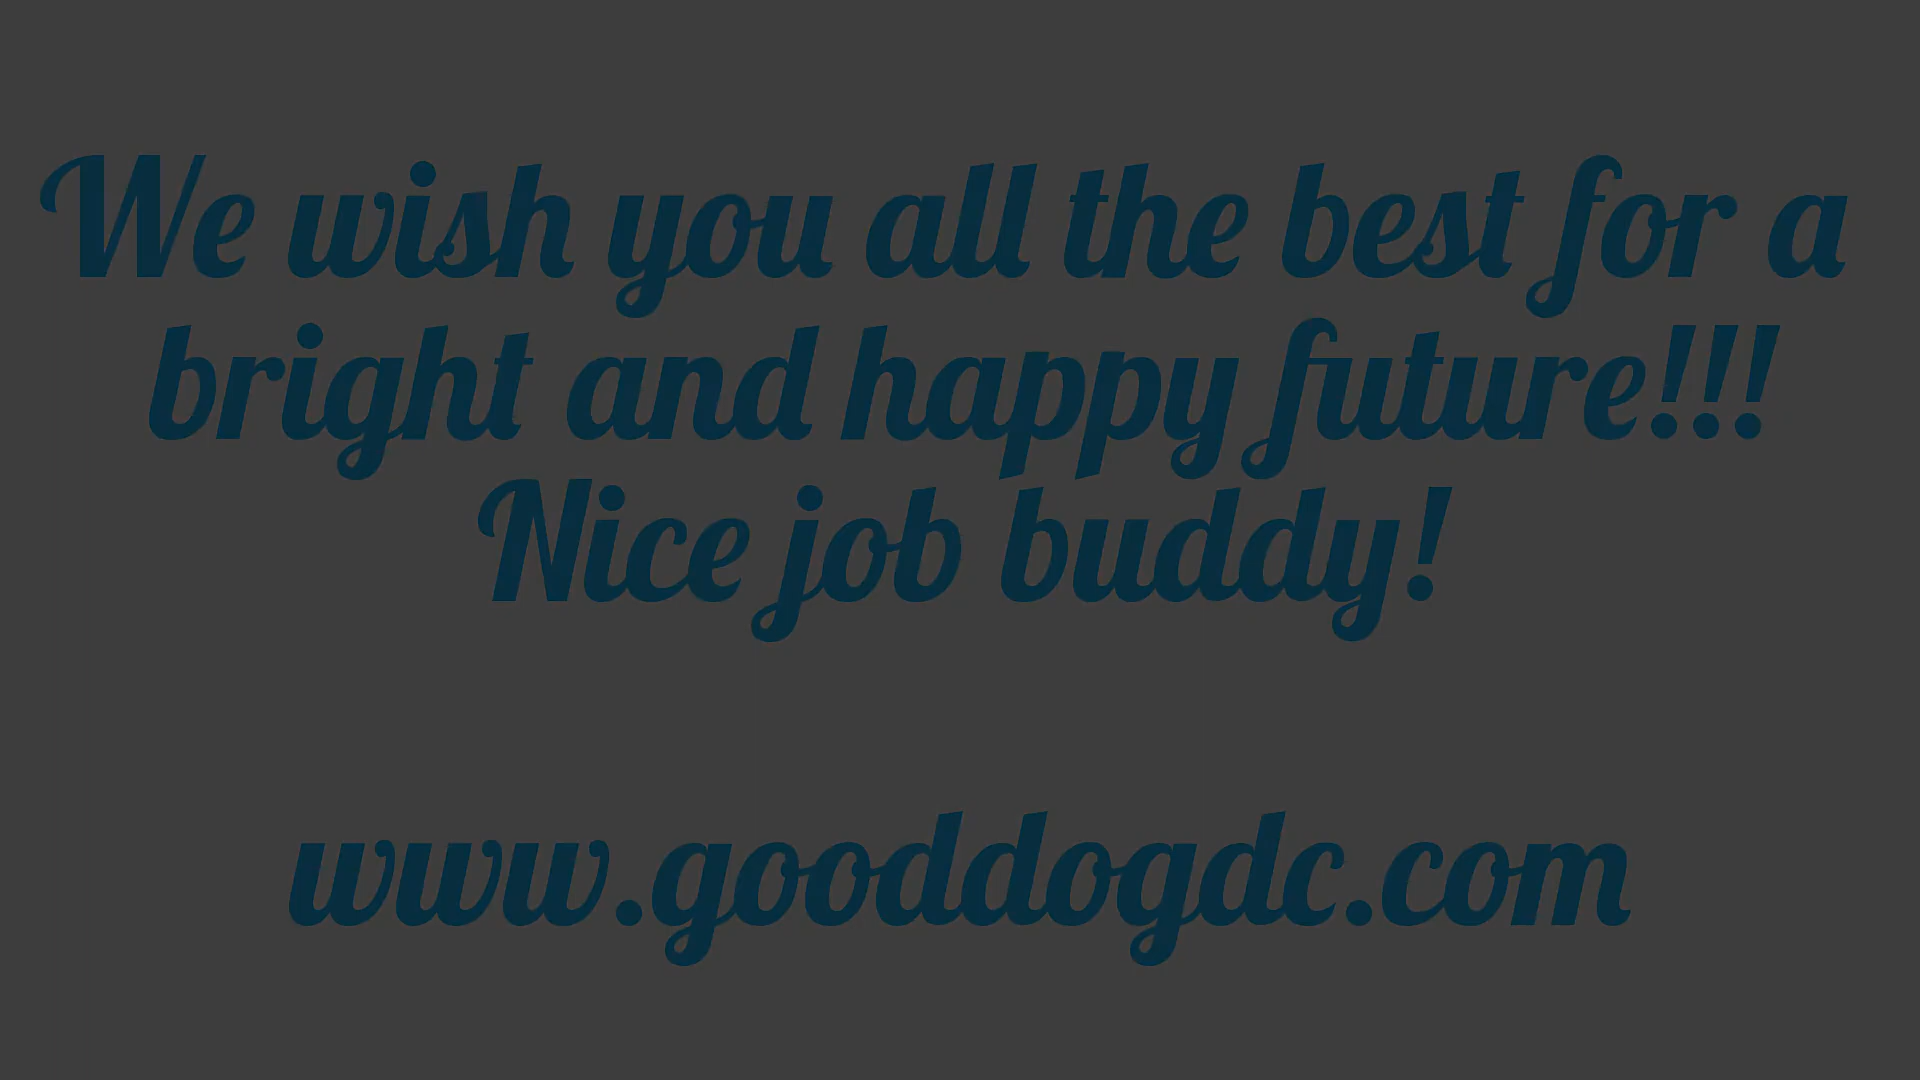 We wish you all the best for a
bright and happy future!!!
Nice job buddy!
www.gooddogdc.com